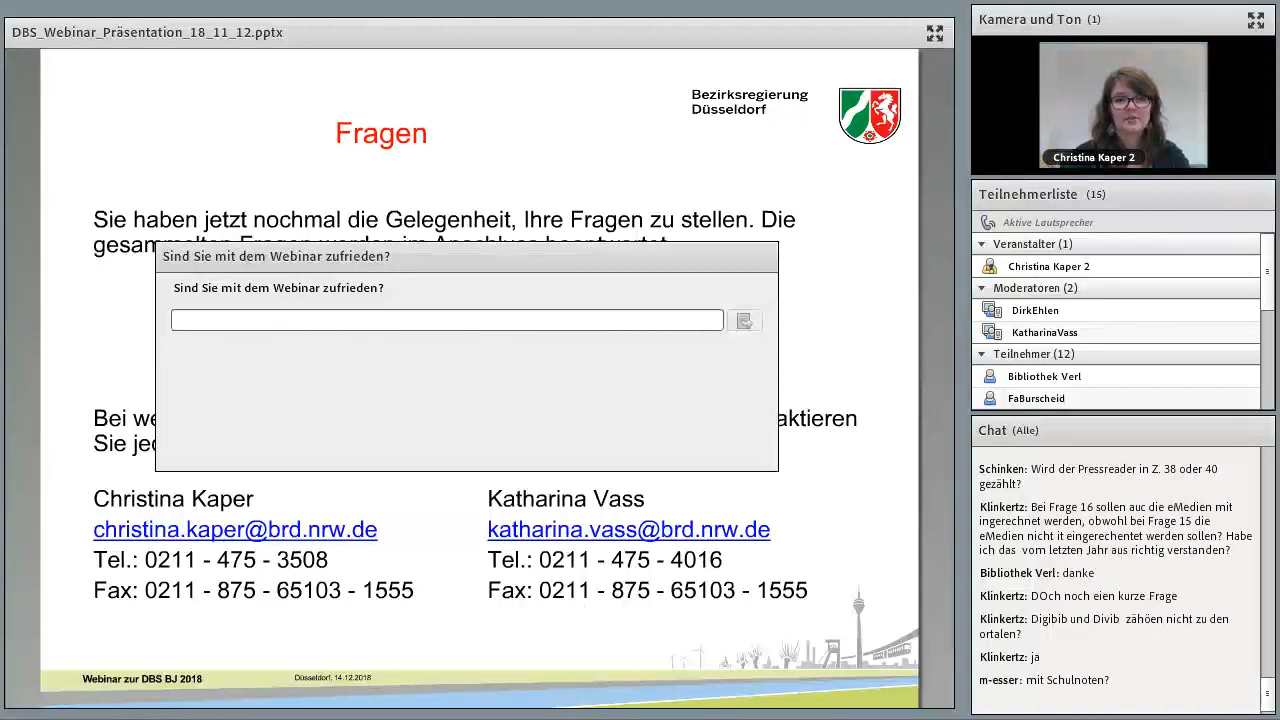 DBS_Webinar_Präsentation_18_11_12.pptx
Bezirksregierung
Düsseldorf
Fragen
Sie haben jetzt nochmal die Gelegenheit, Ihre Fragen zu stellen. Die
gesammelten Fragen werden im Anschluss beantwortet.
Sind Sie mit dem Webinar zufrieden?
Sind Sie mit dem Webinar zufrieden?
Bei
Sie
Christina Kaper
christina.kaper@brd.nrw.de
Tel.: 0211 - 475 - 3508
Fax: 0211 - 875 - 65103 - 1555
Katharina Vass
katharina.vass@brd.nrw.de
Tel.: 0211 - 475 - 4016
Fax: 0211 - 875 - 65103 - 1555
Webinar zur DBS BJ 2018
Düsseldorf, 14.12.2018
Kamera und Ton (1)
Christina Kaper 2
Teilnehmerliste (15)
Aktive Lautsprecher
Veranstalter (1)
Christina Kaper 2
Moderatoren (2)
DirkEhlen
KatharinaVass
Teilnehmer (12)
Bibliothek Verl
FaBurscheid
Chat (Alle)
Schinken: Wird der Pressreader in Z. 38 oder 40
gezählt?
Klinkertz: Bei Frage 16 sollen auc die eMedien mit
ingerechnet werden, obwohl bei Frage 15 die
eMedien nicht it eingerechentet werden sollen? Habe
ich das vom letzten Jahr aus richtig verstanden?
Bibliothek Verl: danke
Klinkertz: DOch noch eien kurze Frage
Klinkertz: Digibib und Divib zähöen nicht zu den
ortalen?
Klinkertz: ja
m-esser: mit Schulnoten?